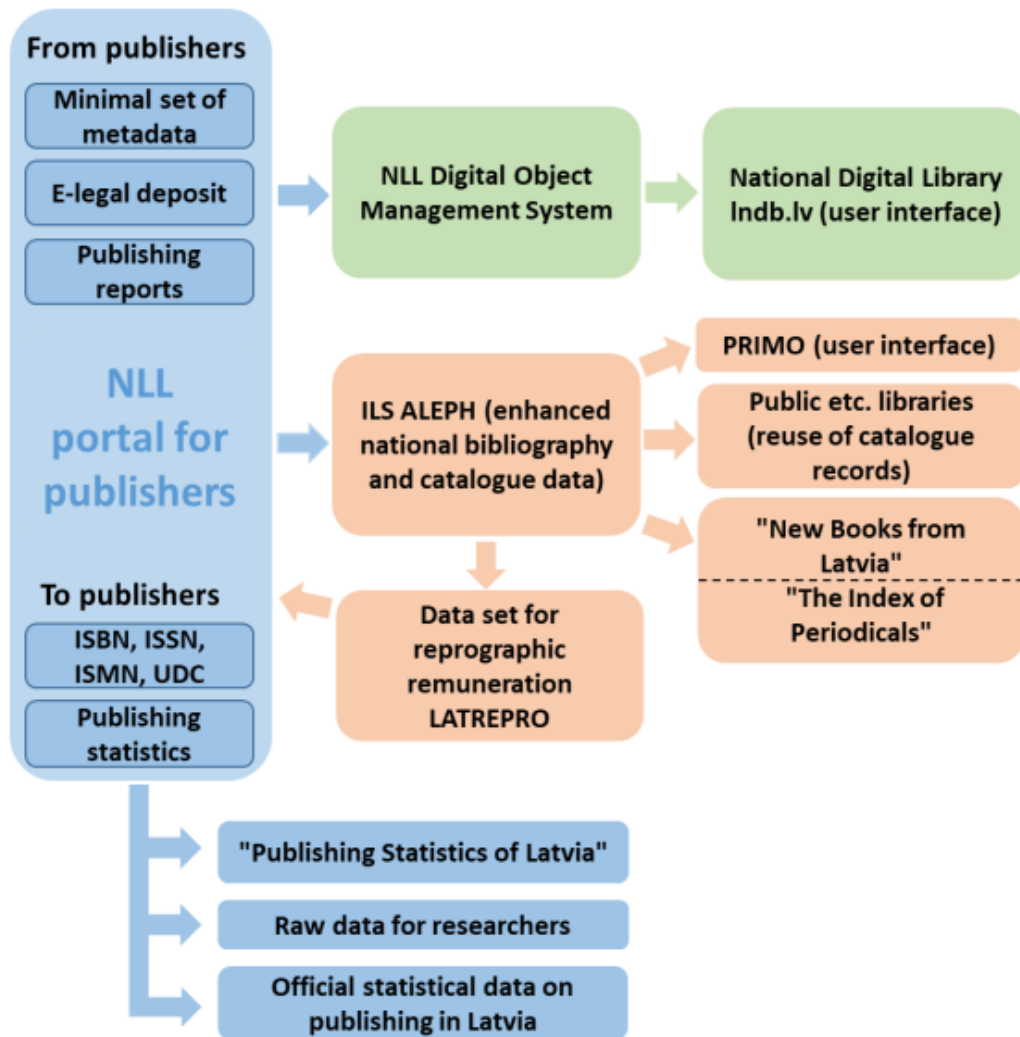 From publishers
Minimal set of
metadata
E-legal deposit
Publishing
reports
NLL
portal for
publishers
To publishers
ISBN, ISSN,
ISMN, UDC
Publishing
statistics
NLL Digital Object
Management System
National Digital Library
lndb.lv (user interface)
ILS ALEPH (enhanced
national bibliography
and catalogue data)
PRIMO (user interface)
Public etc. libraries
(reuse of catalogue
records)
"New Books from
Latvia"
"The Index of
Periodicals"
Data set for
reprographic
remuneration
LATREPRO
"Publishing Statistics of Latvia"
Raw data for researchers
Official statistical data on
publishing in Latvia